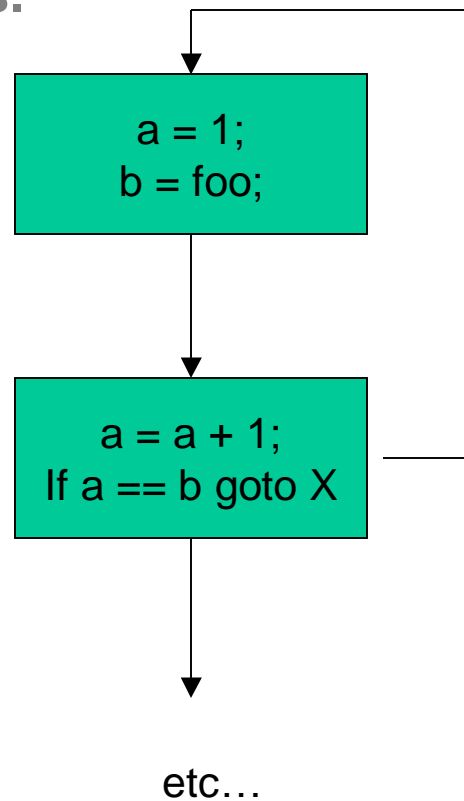 a = 1;
b = foo;
a = a + 1;
If a == b goto X
etc…